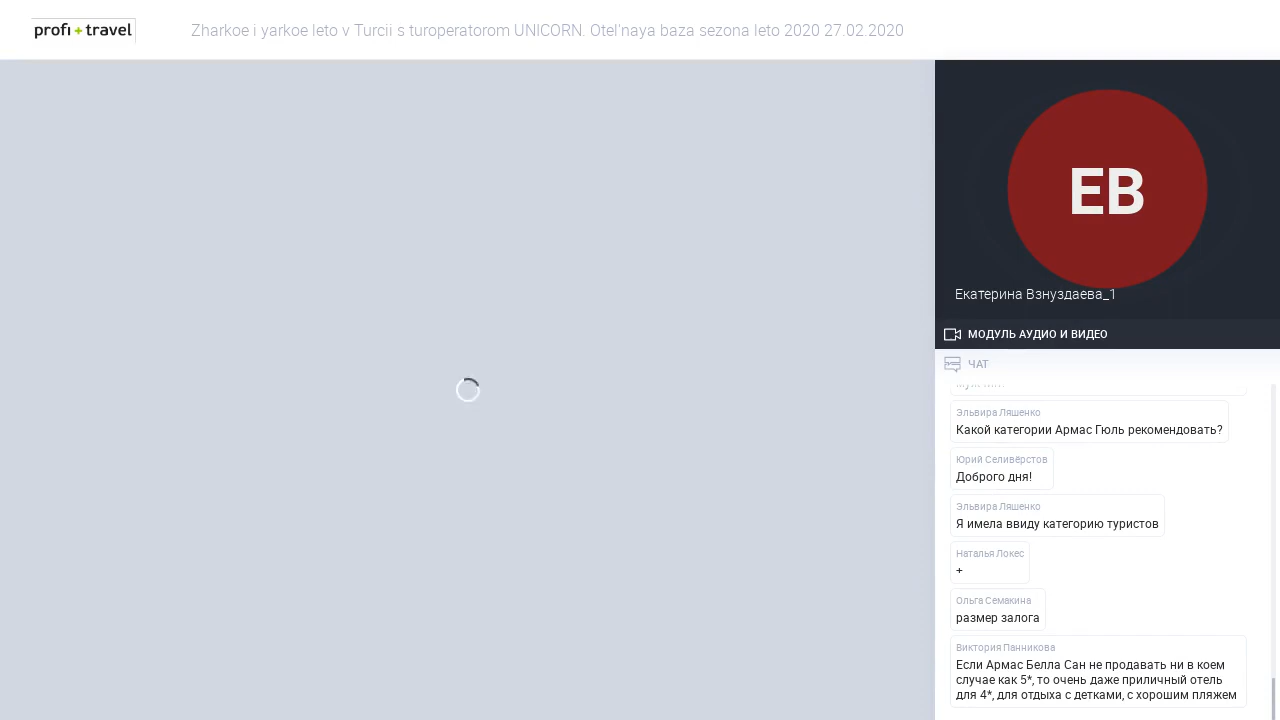 profi + travel
Zharkoe i yarkoe leto v Turcii s turoperatorom UNICORN. Otel'naya baza sezona leto 2020 27.02.2020
ЕВ
Екатерина Взнуздаева_1
МОДУЛЬ АУДИО И ВИДЕО
ЧАТ
Эльвира Ляшенко
Какой категории Армас Гюль рекомендовать?
Юрий Селивёрстов
Доброго дня!
Эльвира Ляшенко
Я имела ввиду категорию туристов
Наталья Локес
+
Ольга Семакина
размер залога
Виктория Панникова
Если Армас Белла Сан не продавать ни в коем
случае как 5*, то очень даже приличный отель
для 4*, для отдыха с детками, с хорошим пляжем